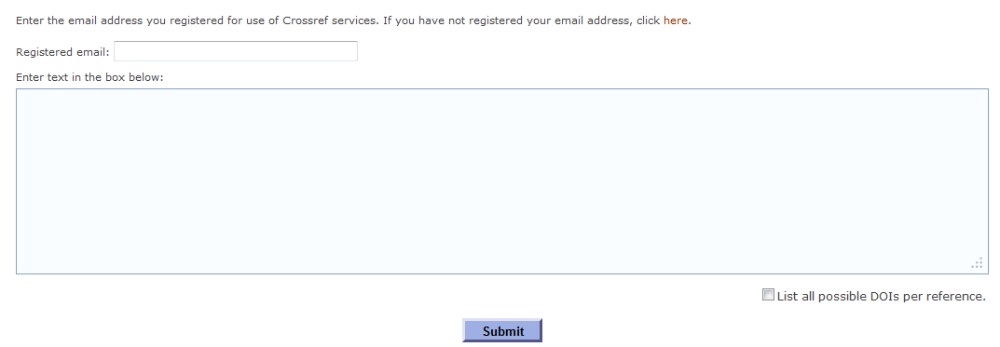 Enter the email address you registered for use of Crossref services. If you have not registered your email address, click here.
Registered email:
Enter text in the box below:
List all possible DOIs per reference.
Submit